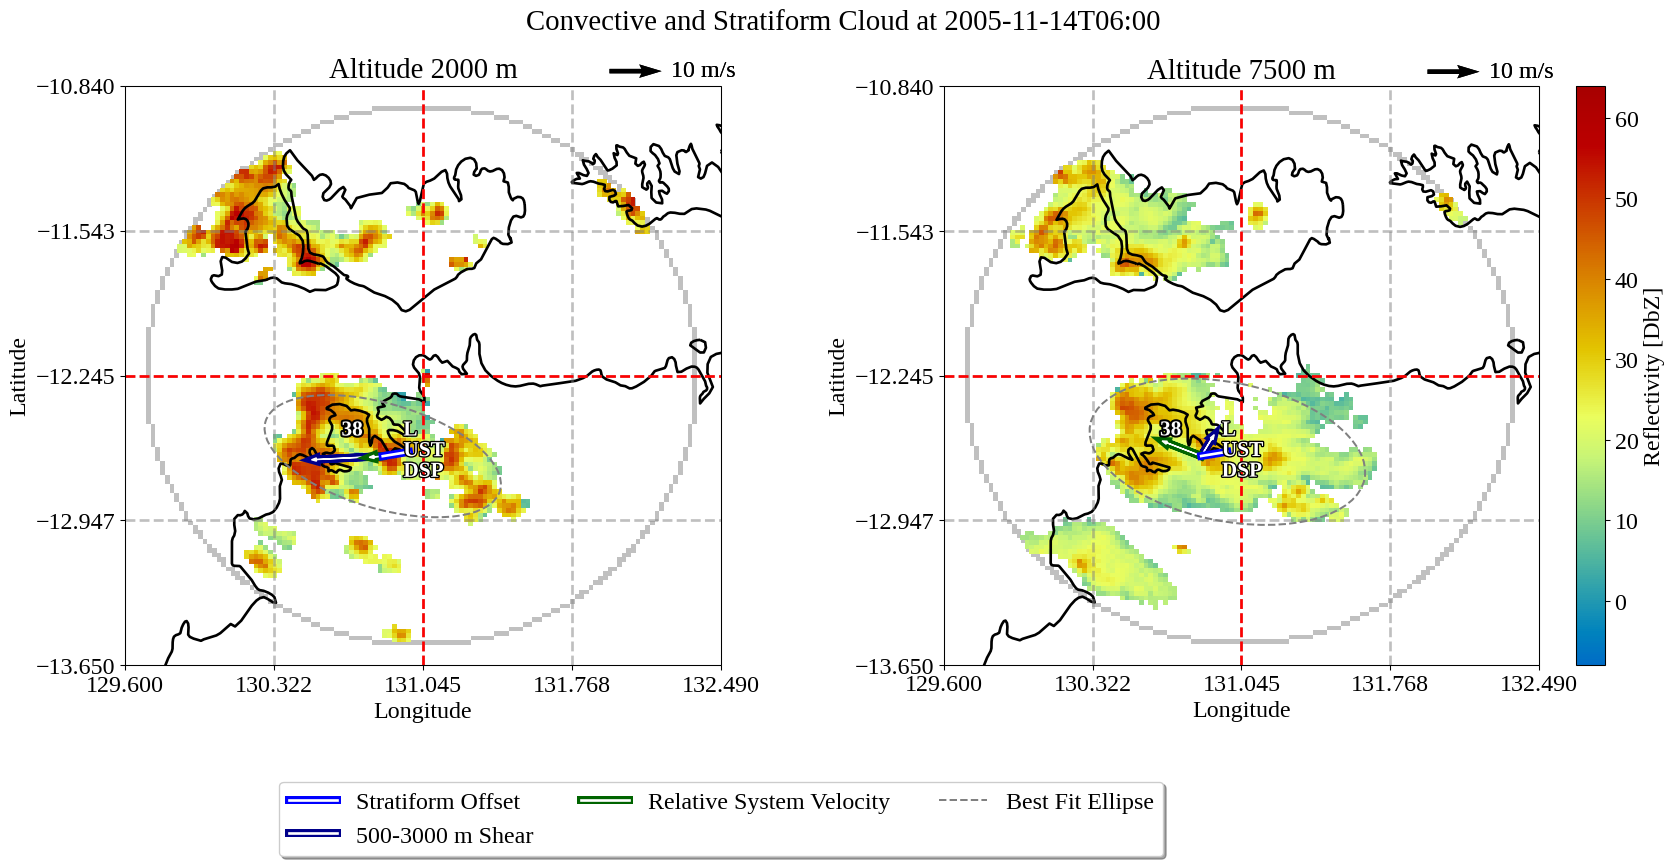 Convective and Stratiform Cloud at 2005-11-14T06:00
Altitude 2000 m
10 m/s
−10.840
−11.543
−12.245
−12.947
−13.650
Latitude
38
L
UST
DSP
129.600
130.322
131.045
131.768
132.490
Longitude
Altitude 7500 m
10 m/s
−10.840
−11.543
−12.245
−12.947
−13.650
Latitude
38
L
UST
DSP
129.600
130.322
131.045
131.768
132.490
Longitude
60
50
40
30
20
10
0
Reflectivity [DbZ]
Stratiform Offset
500-3000 m Shear
Relative System Velocity
Best Fit Ellipse